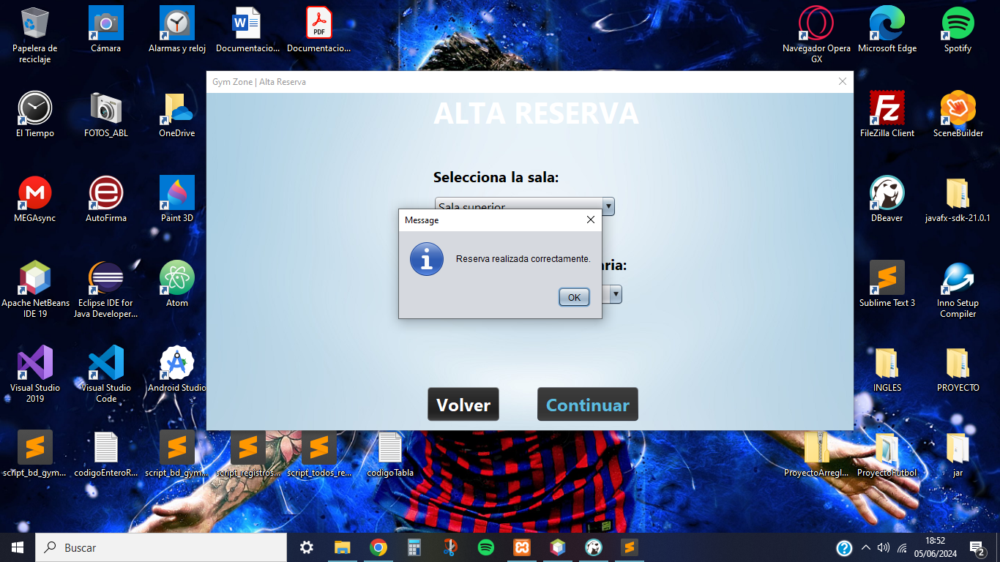 Papelera de
reciclaje
Cámara
Alarmas y reloj
Documentacio...
PDF
Documentacio...
Navegador Opera
GX
Microsoft Edge
Spotify
Gym Zone | Alta Reserva
ALTA RESERVA
El Tiempo
FOTOS_ABL
OneDrive
FileZilla Client
SceneBuilder
Selecciona la sala:
Sala superior
MEGAsync
AutoFirma
Paint 3D
DBeaver
javafx-sdk-21.0.1
Message
Reserva realizada correctamente.
aria:
OK
Apache NetBeans
IDE 19
Eclipse IDE for
Java Developer...
Atom
Sublime Text 3
Inno Setup
Compiler
Visual Studio
2019
Visual Studio
Code
Android Studio
INGLES
PROYECTO
Volver
Continuar
script_bd_gym...
codigoEnteroR...
script_bd_gym...
script_registros...
script_todos_re...
codigoTabla
ProyectoArregl...
ProyectoFutbol
jar
Buscar
18:52
05/06/2024
2